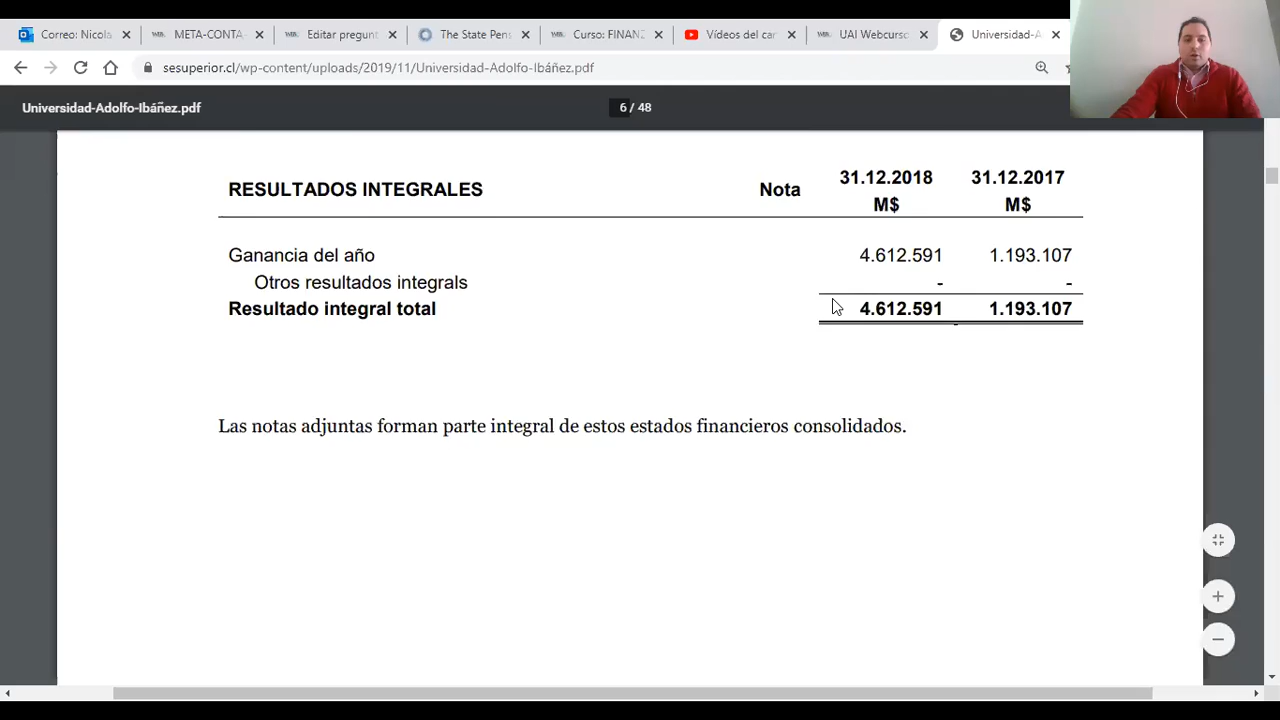 Correo: Nicola
META-CONTA-
Editar pregunt
The State Pens
Curso: FINANZ
Vídeos del car
UAI Webcurso
Universidad-A
sesuperior.cl/wp-content/uploads/2019/11/Universidad-Adolfo-Ibáñez.pdf
Universidad-Adolfo-Ibáñez.pdf
6 / 48
RESULTADOS INTEGRALES Nota 31.12.2018 31.12.2017
M$ M$
Ganancia del año 4.612.591 1.193.107
Otros resultados integrals - -
Resultado integral total 4.612.591 1.193.107
Las notas adjuntas forman parte integral de estos estados financieros consolidados.